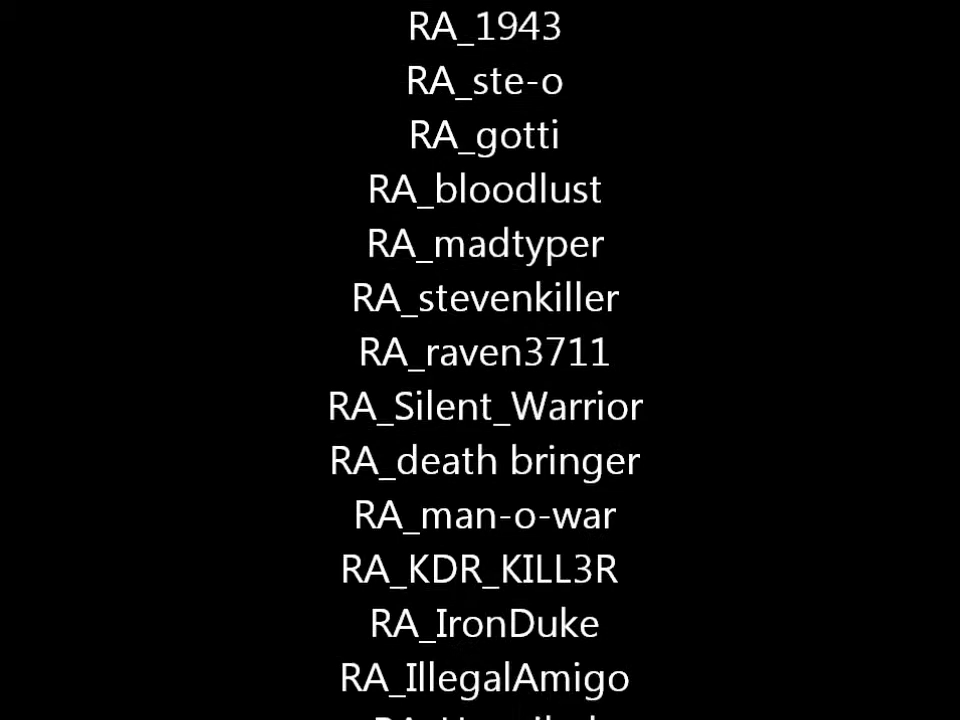 RA_1943
RA_ste-o
RA_gotti
RA_bloodlust
RA_madtyper
RA_stevenkiller
RA_raven3711
RA_Silent_Warrior
RA_death bringer
RA_man-o-war
RA_KDR_KILL3R
RA_IronDuke
RA_IllegalAmigo